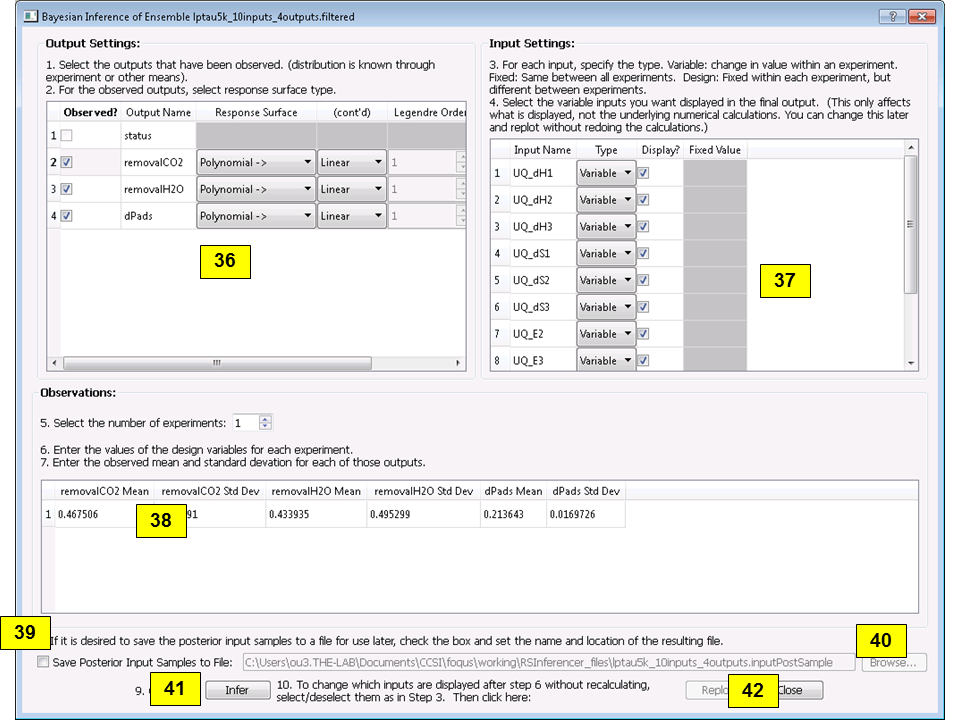 Bayesian Inference of Ensemble lptau5k_10inputs_4outputs.filtered
Output Settings:
1. Select the outputs that have been observed. (distribution is known through
experiment or other means).
2. For the observed outputs, select response surface type.
Observed? Output Name Response Surface (cont'd) Legendre Order
1 status
2 removalCO2 Polynomial -> Linear 1
3 removalH2O Polynomial -> Linear 1
4 dPads Polynomial -> Linear 1
36
Input Settings:
3. For each input, specify the type. Variable: change in value within an experiment.
Fixed: Same between all experiments. Design: Fixed within each experiment, but
different between experiments.
4. Select the variable inputs you want displayed in the final output. (This only affects
what is displayed, not the underlying numerical calculations. You can change this later
and replot without redoing the calculations.)
Input Name Type Display? Fixed Value
1 UQ_dH1 Variable
2 UQ_dH2 Variable
3 UQ_dH3 Variable
4 UQ_dS1 Variable
5 UQ_dS2 Variable
6 UQ_dS3 Variable
7 UQ_E2 Variable
8 UQ_E3 Variable
37
Observations:
5. Select the number of experiments: 1
6. Enter the values of the design variables for each experiment.
7. Enter the observed mean and standard devation for each of those outputs.
removalCO2 Mean removalCO2 Std Dev removalH2O Mean removalH2O Std Dev dPads Mean dPads Std Dev
1 0.467506 91 0.433935 0.495299 0.213643 0.0169726
38
39
If it is desired to save the posterior input samples to a file for use later, check the box and set the name and location of the resulting file.
40
Save Posterior Input Samples to File: C:\Users\ou3.THE-LAB\Documents\CCSI\foqus\working\RSInferencer_files\lptau5k_10inputs_4outputs.inputPostSample Browse...
9. 41 Infer
10. To change which inputs are displayed after step 6 without recalculating,
select/deselect them as in Step 3. Then click here:
42 Close